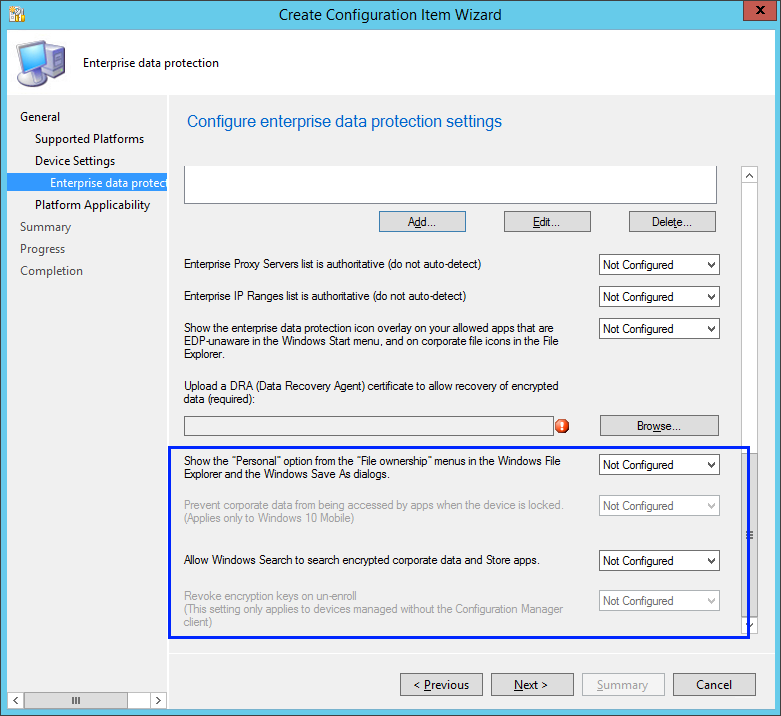 Create Configuration Item Wizard
X
Enterprise data protection
General
Supported Platforms
Device Settings
Enterprise data protect
Platform Applicability
Summary
Progress
Completion
Configure enterprise data protection settings
Add... Edit... Delete...
Enterprise Proxy Servers list is authoritative (do not auto-detect) Not Configured
Enterprise IP Ranges list is authoritative (do not auto-detect) Not Configured
Show the enterprise data protection icon overlay on your allowed apps that are Not Configured
EDP-unaware in the Windows Start menu, and on corporate file icons in the File
Explorer.
Upload a DRA (Data Recovery Agent) certificate to allow recovery of encrypted
data (required):
Browse...
Show the "Personal" option from the "File ownership" menus in the Windows File Not Configured
Explorer and the Windows Save As dialogs.
Prevent corporate data from being accessed by apps when the device is locked. Not Configured
(Applies only to Windows 10 Mobile)
Allow Windows Search to search encrypted corporate data and Store apps. Not Configured
Revoke encryption keys on un-enroll Not Configured
(This setting only applies to devices managed without the Configuration Manager
client)
< Previous Next > Summary Cancel